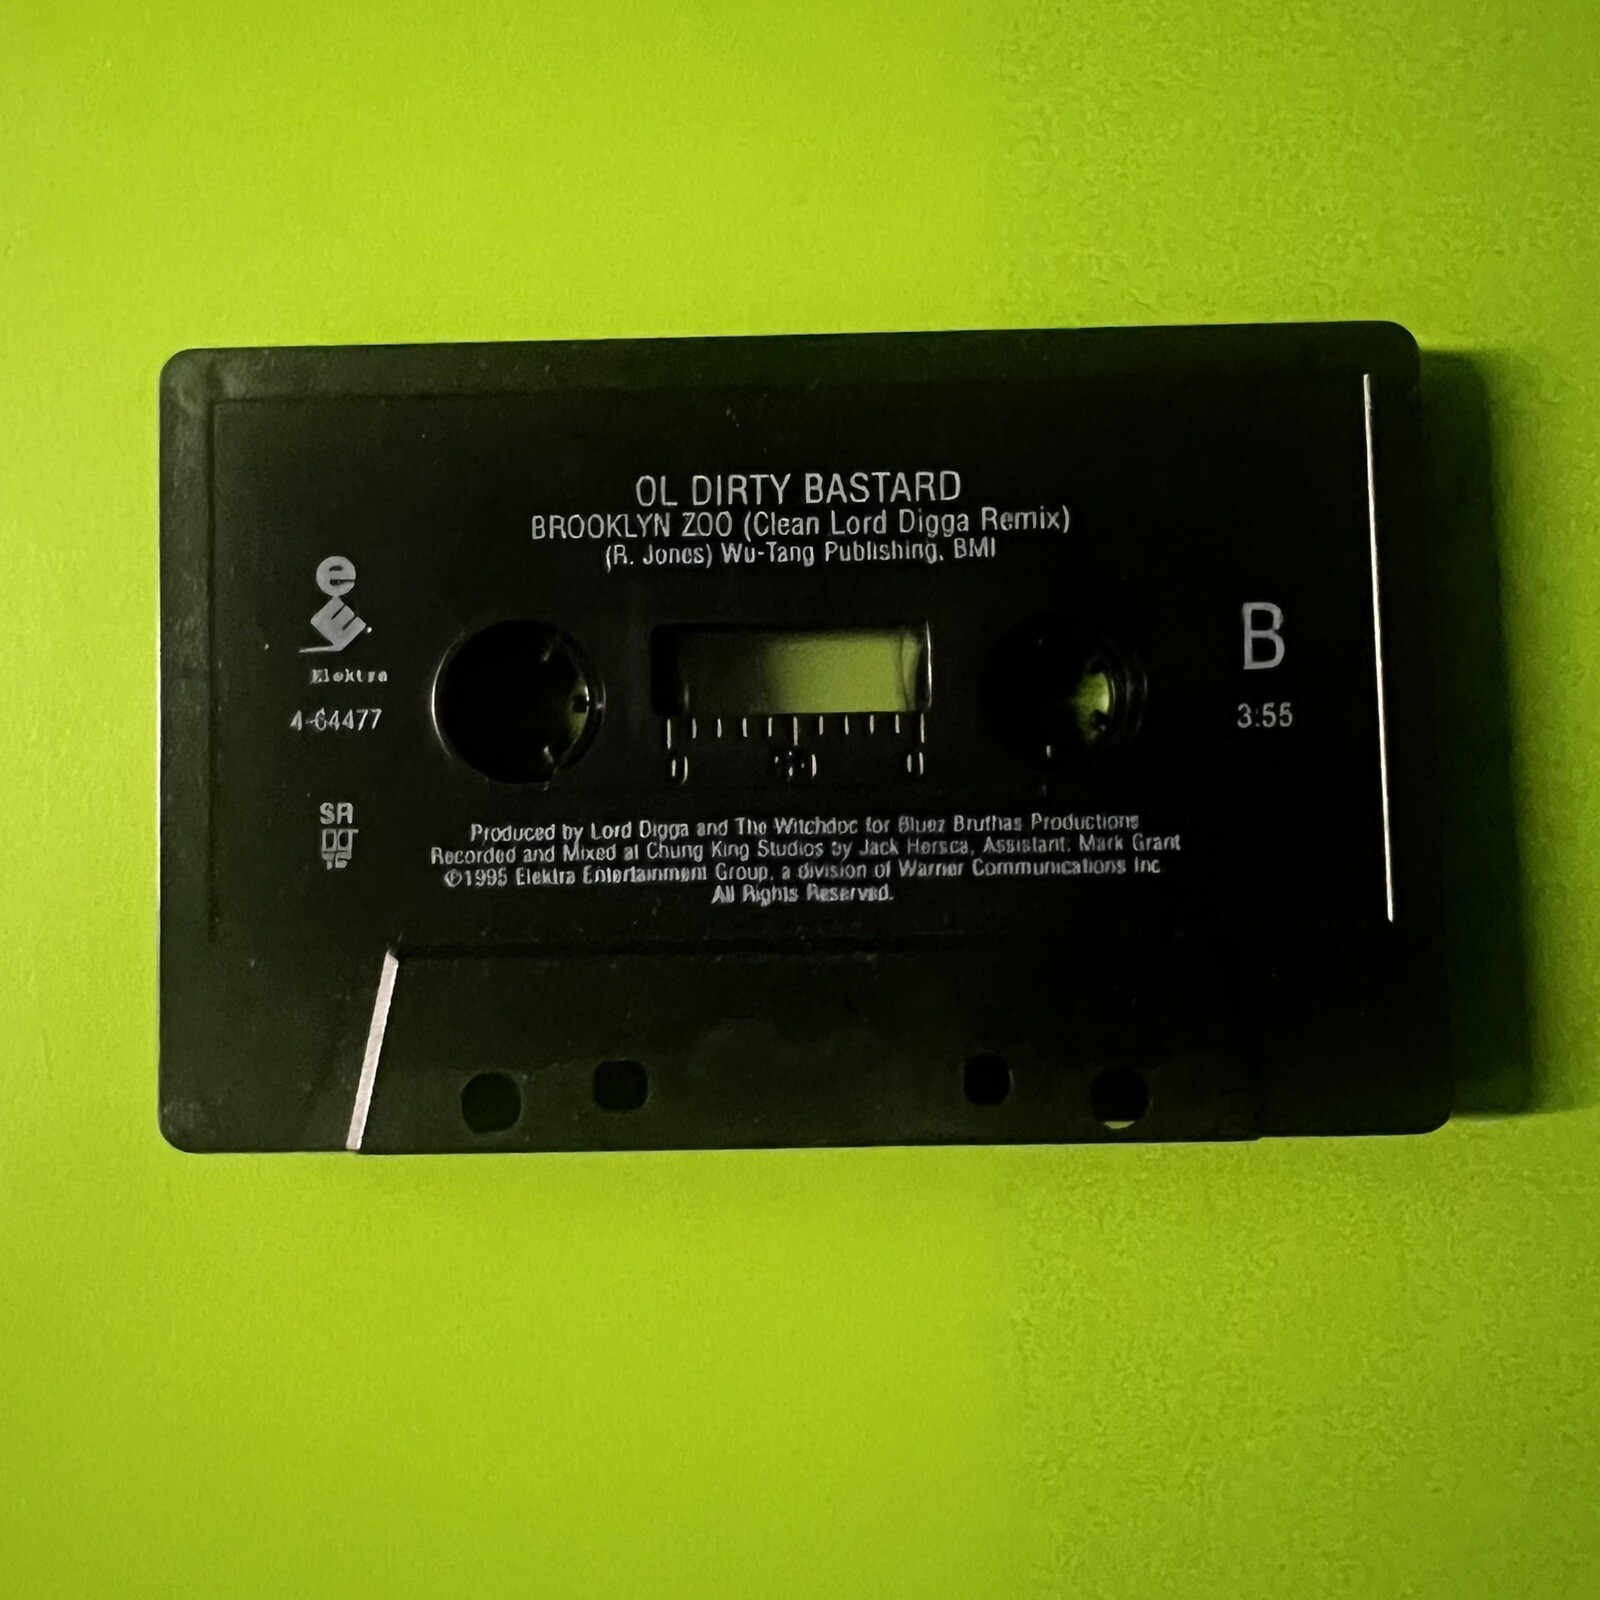 OL DIRTY BASTARD
BROOKLYN ZOO (Clean Lord Digga Remix)
(R. Jones) Wu-Tang Publishing, BMI
e
Elektra
4-64477
B
3:55
0
0
SR
Produced by Lord Digga and The Witchdoc for Bluez Bruthas Productions
Recorded and Mixed at Chung King Studios by Jack Hersca, Assistant: Mark Grant
©1995 Elektra Entertainment Group, a division of Warner Communications Inc.
All Rights Reserved.